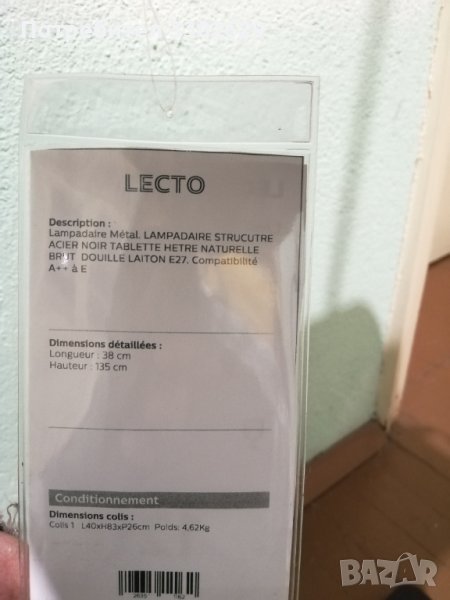 LECTO
Description :
Lampadaire Métal. LAMPADAIRE STRUCUTRE
ACIER NOIR TABLETTE HETRE NATURELLE
BRUT DOUILLE LAITON E27. Compatibilité
A++ à E
Dimensions détaillées :
Longueur : 38 cm
Hauteur : 135 cm
Conditionnement
Dimensions colis :
Colis 1 L40xH83xP26cm Poids: 4,62Kg
BAZAR